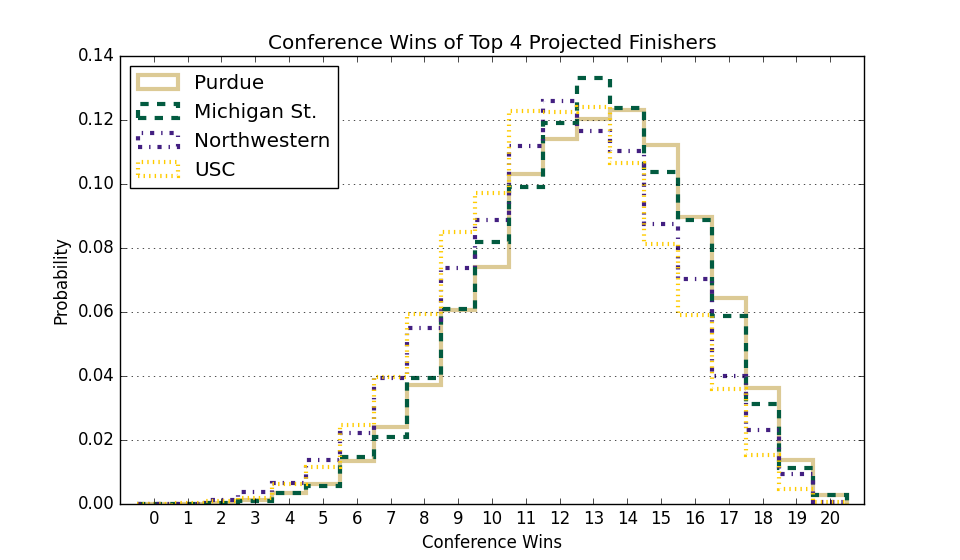 Conference Wins of Top 4 Projected Finishers
0.14
0.12
0.10
0.08
0.06
0.04
0.02
0.00
Probability
Purdue
Michigan St.
Northwestern
USC
0 1 2 3 4 5 6 7 8 9 10 11 12 13 14 15 16 17 18 19 20
Conference Wins